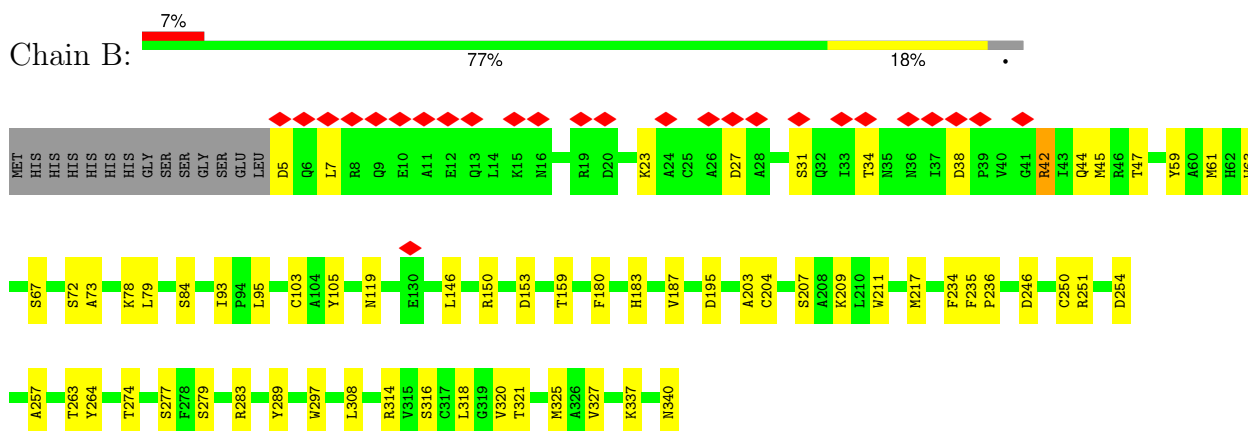 7%
Chain B:
77% 18% •
MET HIS HIS HIS HIS HIS HIS GLY SER SER GLY SER GLU LEU D5 Q6 L7 R8 Q9 E10 A11 E12 Q13 L14 K15 N16 R19 D20 K23 A24 C25 A26 D27 A28 S31 Q32 I33 T34 N35 N36 I37 D38 P39 V40 G41 R42 I43 Q44 M45 R46 T47 Y59 A60 M61 H62
S67 S72 A73 K78 L79 S84 I93 P94 L95 C103 A104 Y105 N119 E130 L146 R150 D153 T159 F180 H183 V187 D195 A203 C204 S207 A208 K209 L210 W211 M217 F234 F235 P236 D246 C250 R251 D254
A257 T263 Y264 T274 S277 F278 S279 R283 Y289 W297 L308 R314 V315 S316 C317 L318 G319 V320 T321 M325 A326 V327 K337 N340